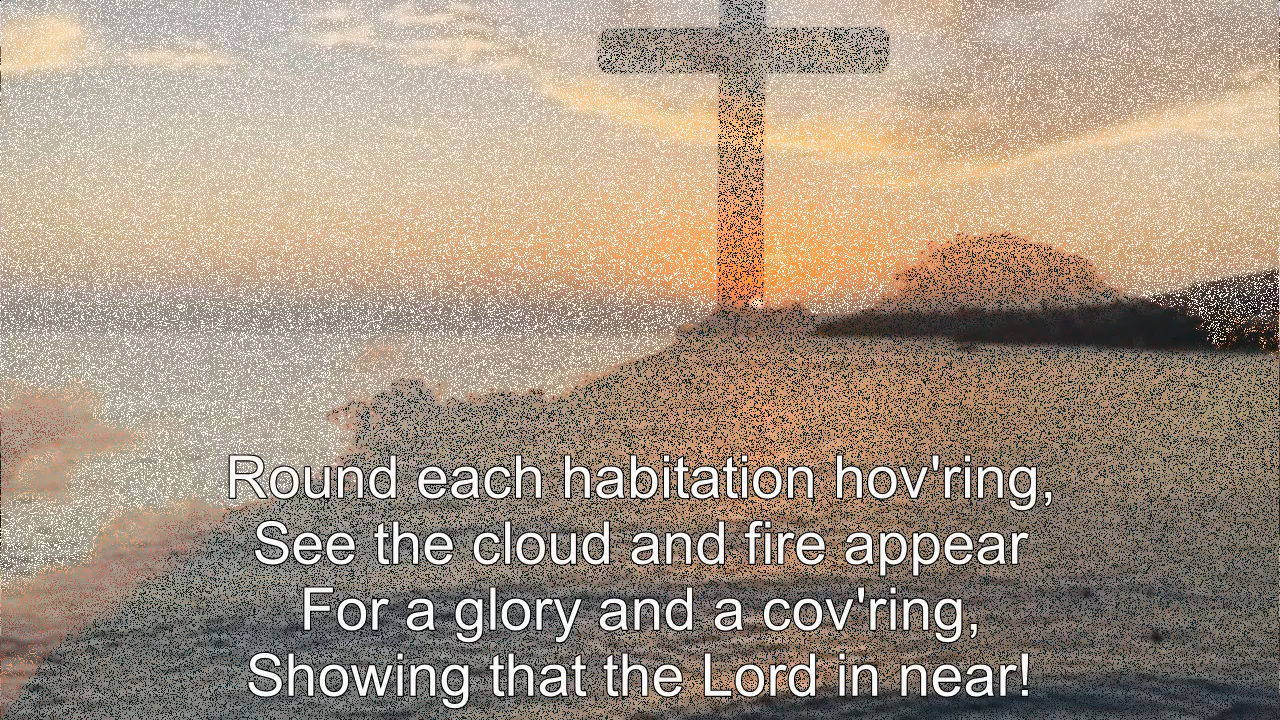 Round each habitation hov'ring,
See the cloud and fire appear
For a glory and a cov'ring,
Showing that the Lord in near!